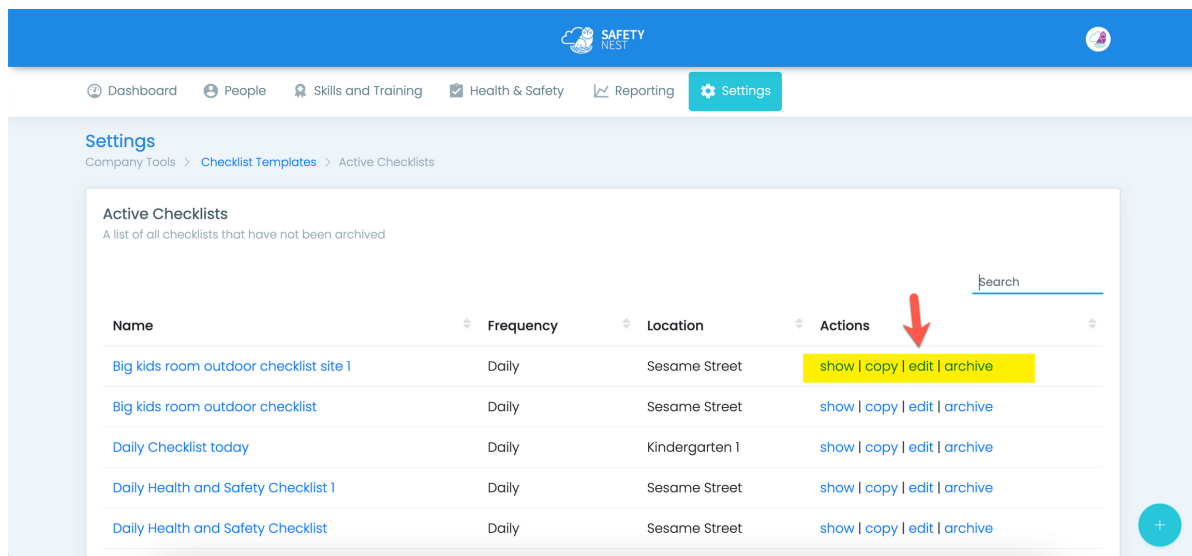 SAFETY
NEST
Dashboard People Skills and Training Health & Safety Reporting Settings
Settings
Company Tools > Checklist Templates > Active Checklists
Active Checklists
A list of all checklists that have not been archived
Search
Name Frequency Location Actions
Big kids room outdoor checklist site 1 Daily Sesame Street show | copy | edit | archive
Big kids room outdoor checklist Daily Sesame Street show | copy | edit | archive
Daily Checklist today Daily Kindergarten 1 show | copy | edit | archive
Daily Health and Safety Checklist 1 Daily Sesame Street show | copy | edit | archive
Daily Health and Safety Checklist Daily Sesame Street show | copy | edit | archive
+